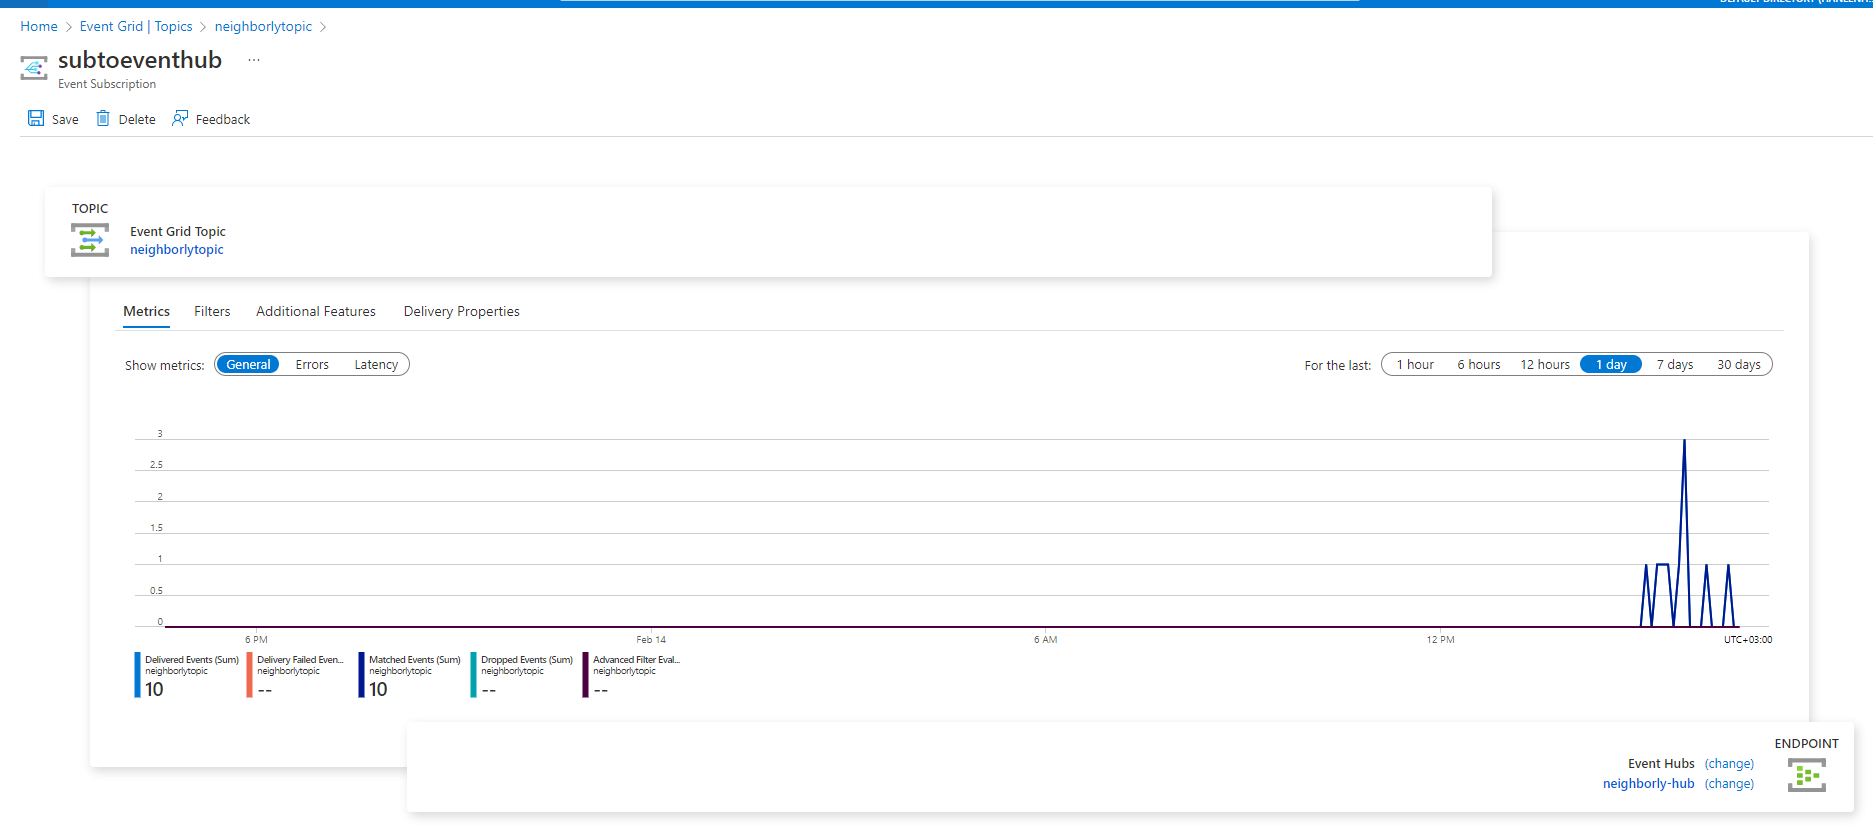 Home > Event Grid | Topics > neighborlytopic >
subtoeventhub ...
Event Subscription
Save Delete Feedback
TOPIC
Event Grid Topic
neighborlytopic
Metrics Filters Additional Features Delivery Properties
Show metrics: General Errors Latency For the last: 1 hour 6 hours 12 hours 1 day 7 days 30 days
3
2.5
2
1.5
1
0.5
0
6 PM Feb 14 6 AM 12 PM UTC+03:00
Delivered Events (Sum) Delivery Failed Even... Matched Events (Sum) Dropped Events (Sum) Advanced Filter Eval...
neighborlytopic neighborlytopic neighborlytopic neighborlytopic neighborlytopic
10 -- 10 -- --
ENDPOINT
Event Hubs (change)
neighborly-hub (change)